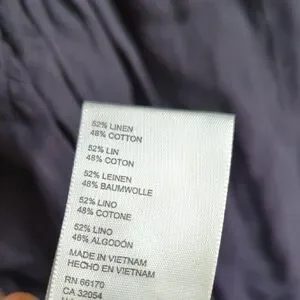 52% LINEN
48% COTTON
52% LIN
48% COTON
52% LEINEN
48% BAUMWOLLE
52% LINO
48% COTONE
52% LINO
48% ALGODÓN
MADE IN VIETNAM
HECHO EN VIETNAM
RN 66170
CA 32054